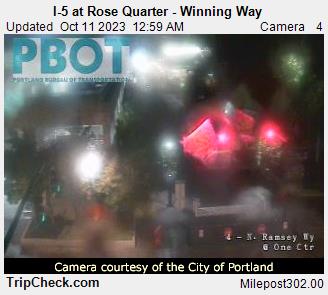 I-5 at Rose Quarter - Winning Way
Updated Oct 11 2023 12:59 AM Camera 4
PBOT
PORTLAND BUREAU OF TRANSPORTATION
4 - N. Ramsey Wy
@ One Ctr
Camera courtesy of the City of Portland
TripCheck.com Milepost302.00